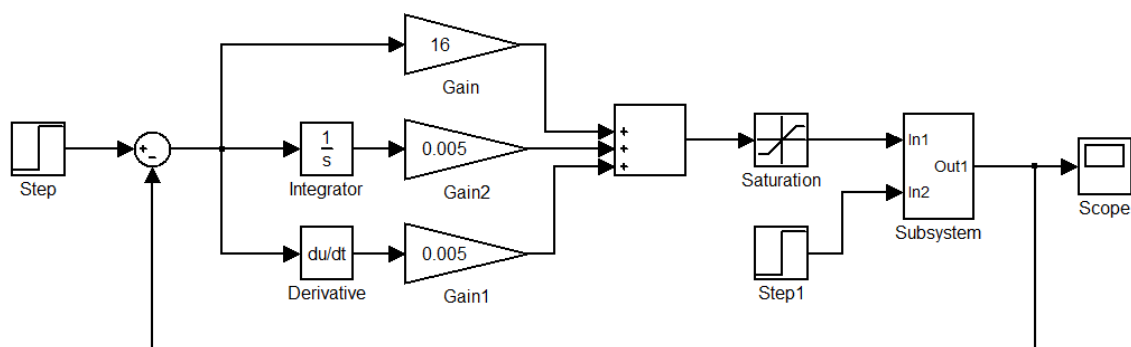 16
Gain
+
-
Step
1
s
Integrator
0.005
Gain2
+
+
+
Saturation
In1
Out1
In2
Subsystem
Scope
du/dt
Derivative
0.005
Gain1
Step1